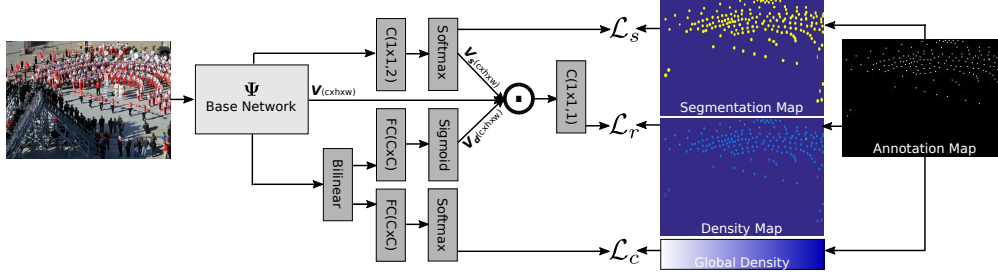 Ψ
Base Network
V(cxhxw)
C(1x1,2)
Softmax
Vs(cxhxw)
Bilinear
FC(CxC)
Sigmoid
Vd(cxhxw)
FC(CxC)
Softmax
C(1x1,1)
ℒs
ℒr
ℒc
Segmentation Map
Density Map
Global Density
Annotation Map